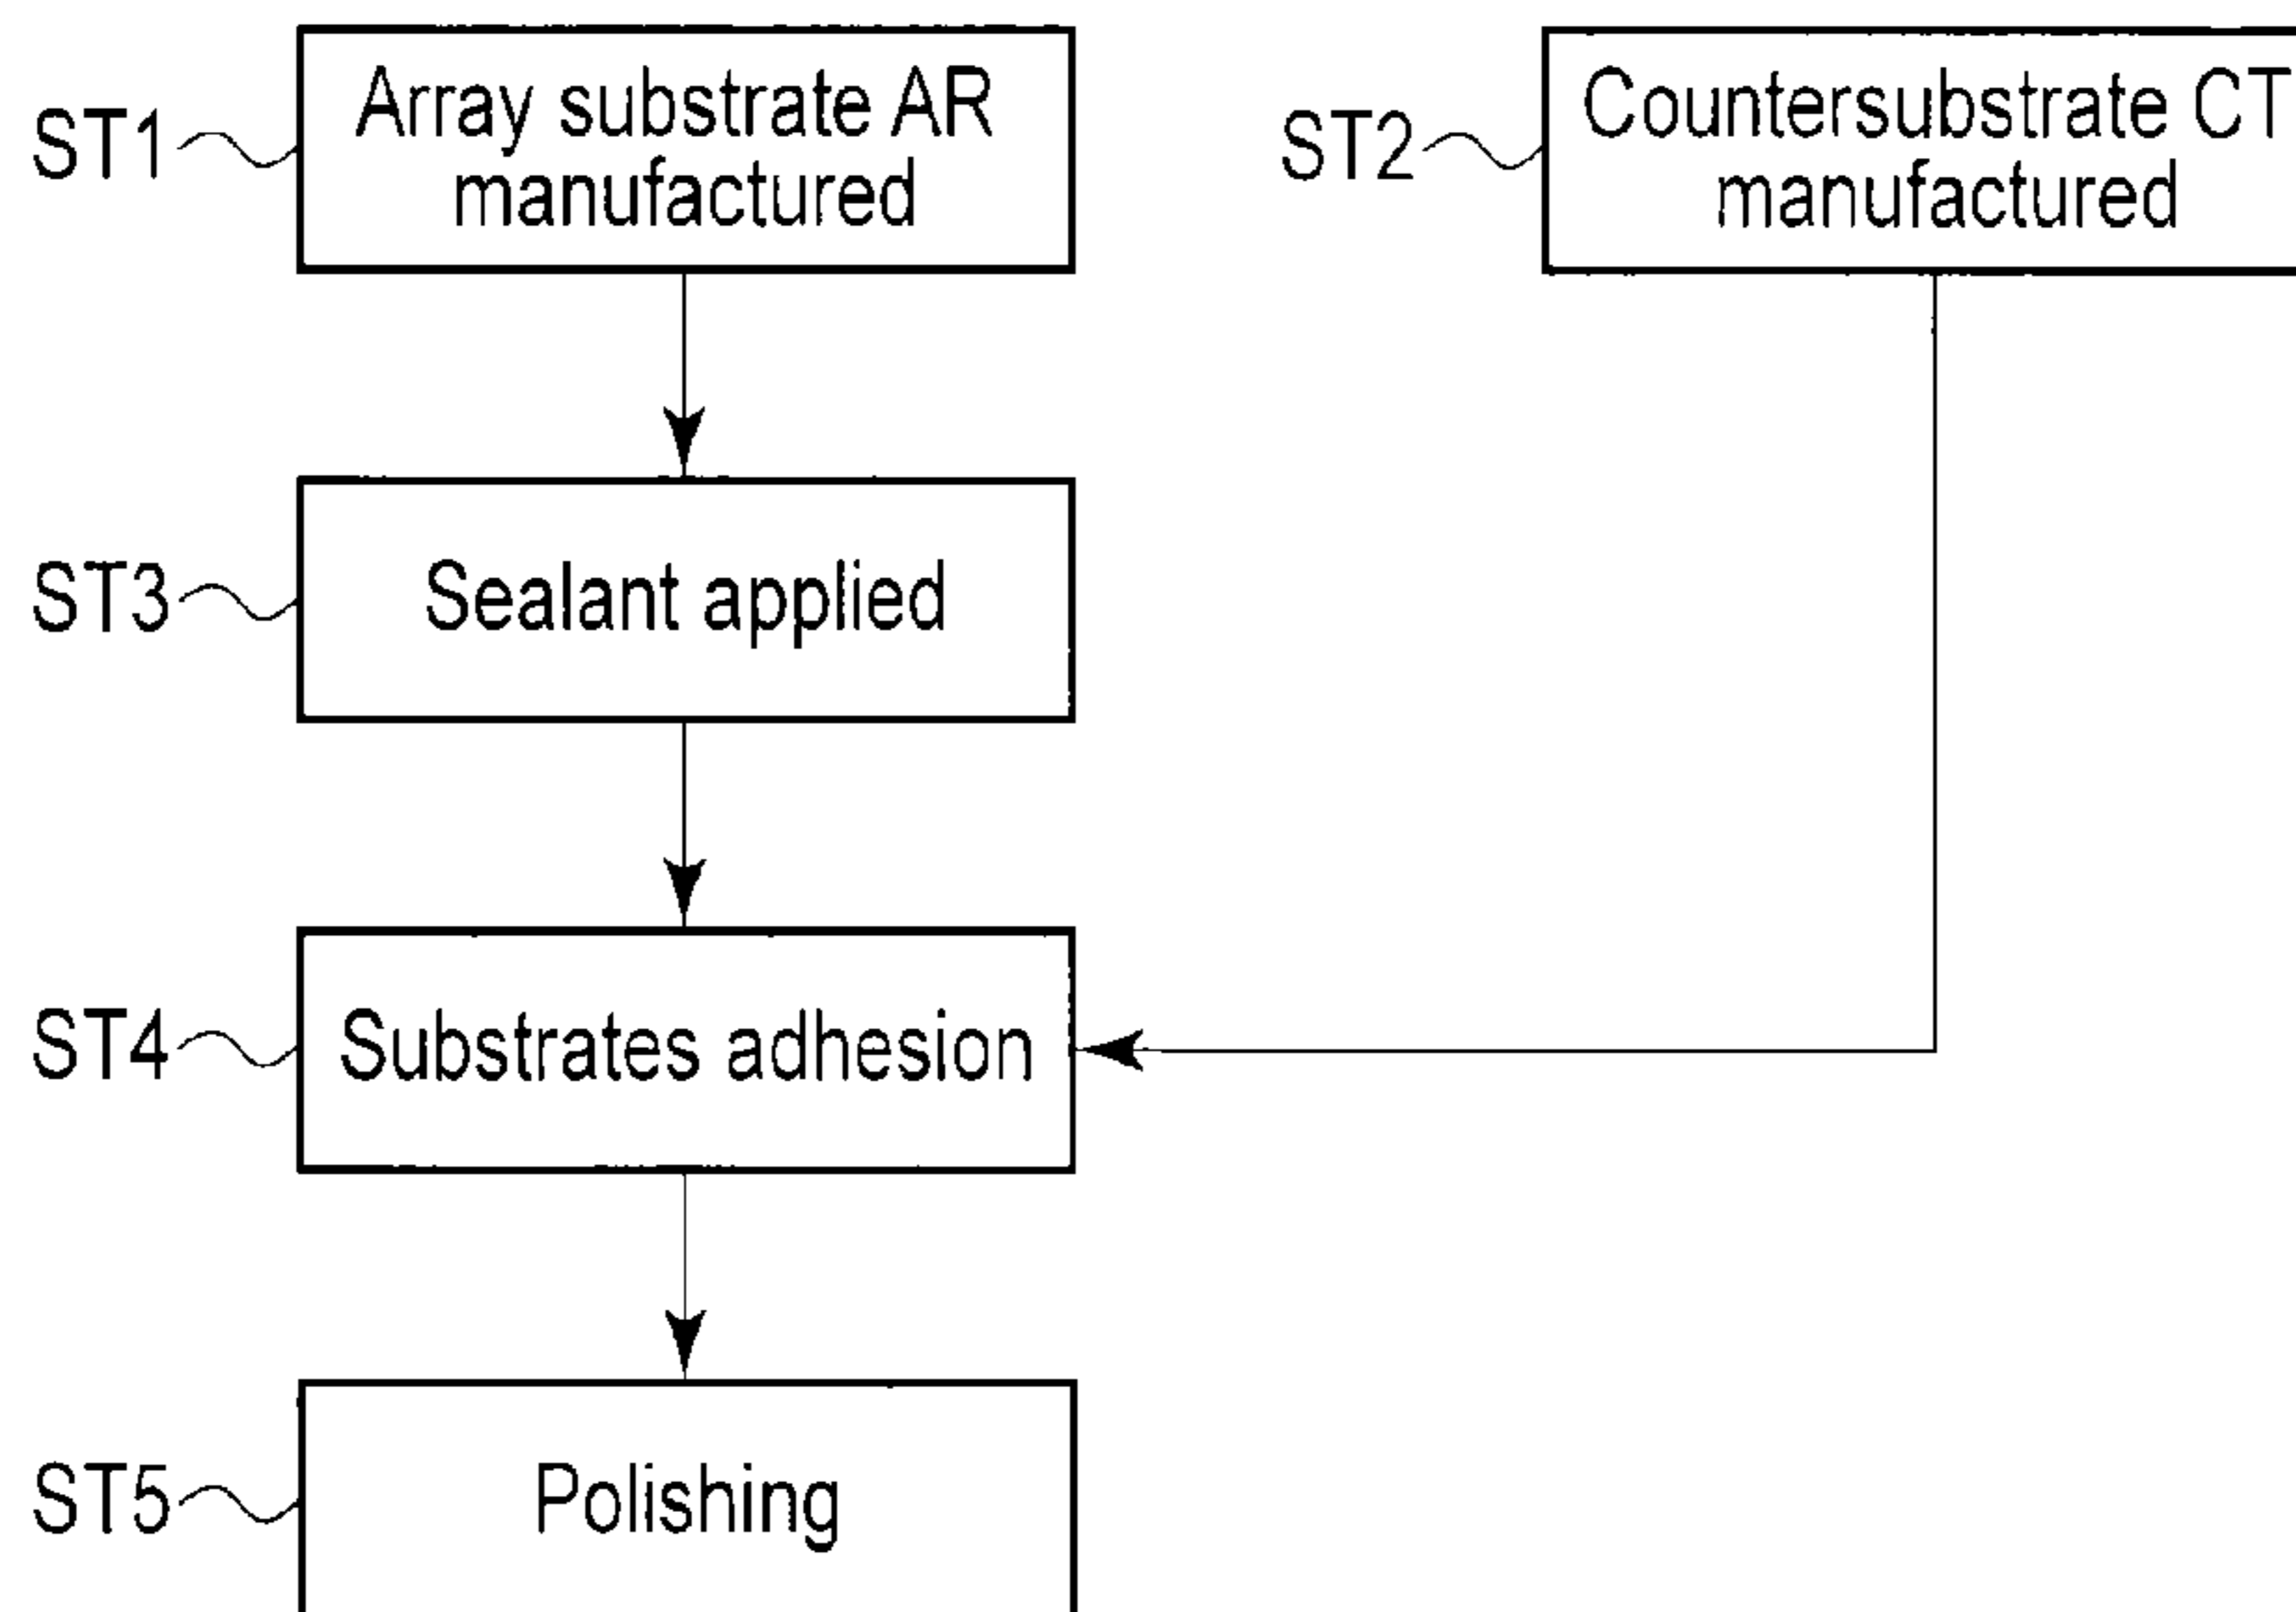 ST1
Array substrate AR
manufactured
ST2
Countersubstrate CT
manufactured
ST3
Sealant applied
ST4
Substrates adhesion
ST5
Polishing